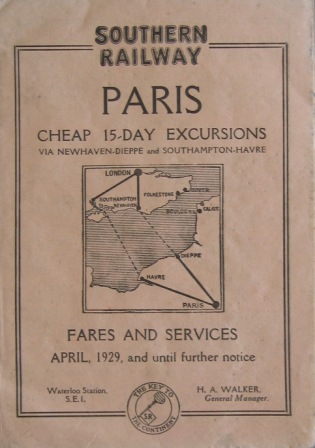 SOUTHERN
RAILWAY
PARIS
CHEAP 15-DAY EXCURSIONS
VIA NEWHAVEN-DIEPPE and SOUTHAMPTON-HAVRE
LONDON
FOLKESTONE
DOVER
SOUTHAMPTON
NEWHAVEN
BOULOGNE
CALAIS
DIEPPE
HAVRE
PARIS
FARES AND SERVICES
APRIL, 1929, and until further notice
Waterloo Station,
S.E.1.
THE KEY TO
SR
THE CONTINENT
H. A. WALKER,
General Manager.